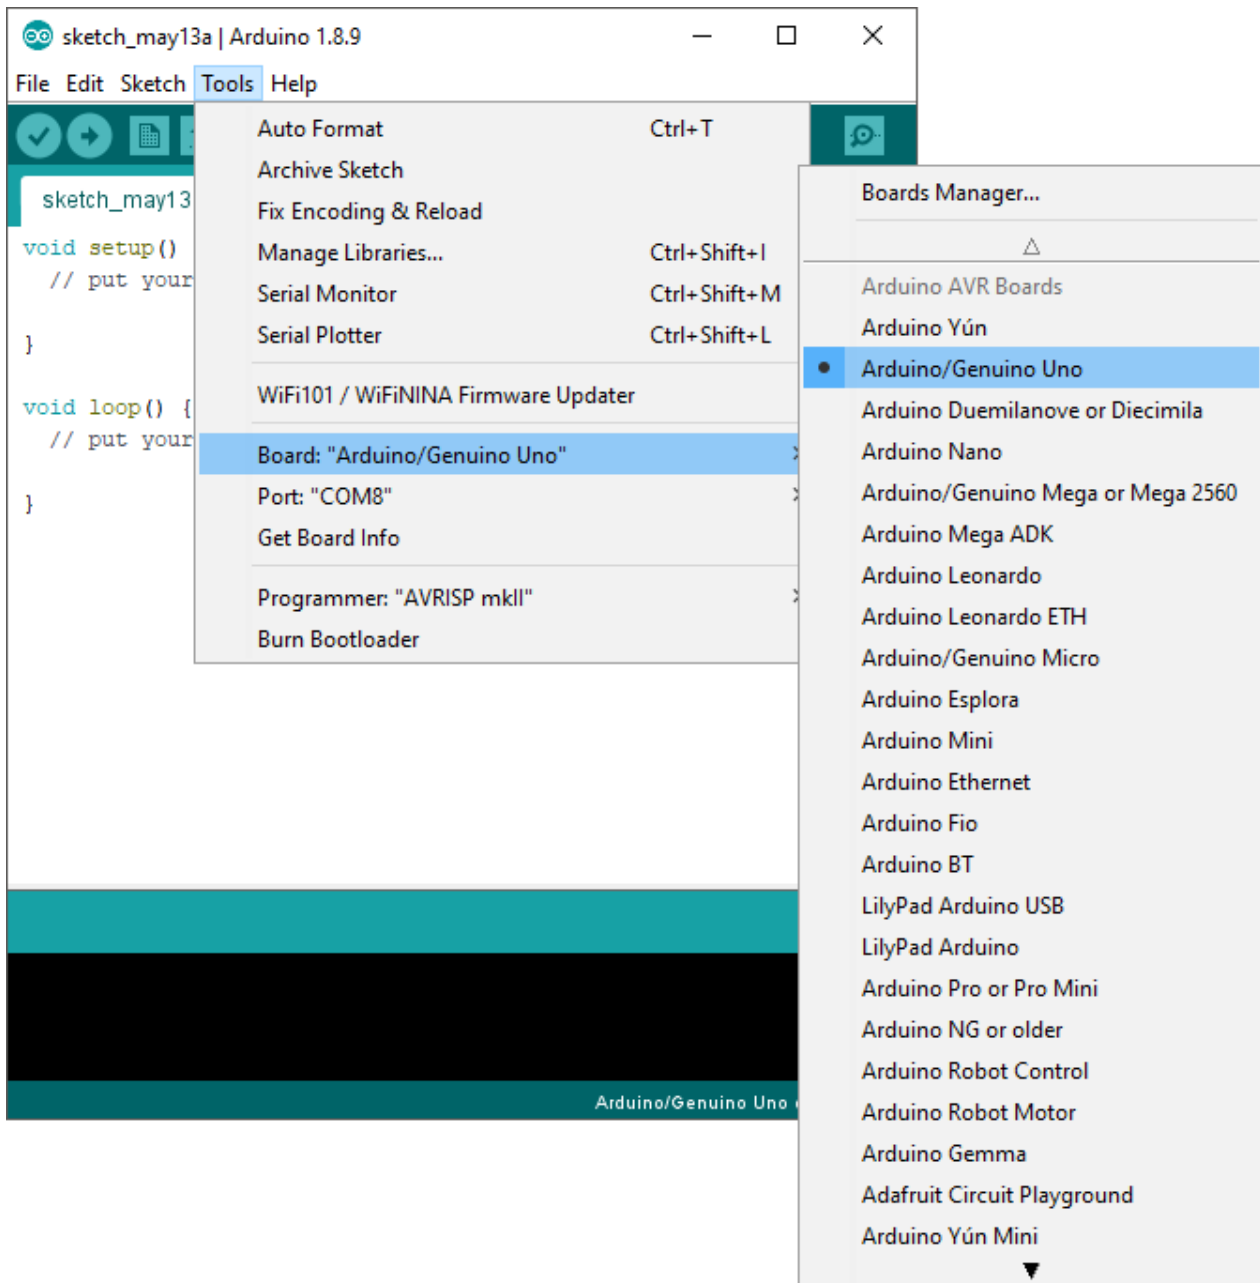 sketch_may13a | Arduino 1.8.9
File Edit Sketch Tools Help
sketch_may13
void setup()
// put your
}
void loop() {
// put your
}
Auto Format Ctrl+T
Archive Sketch
Fix Encoding & Reload
Manage Libraries... Ctrl+Shift+I
Serial Monitor Ctrl+Shift+M
Serial Plotter Ctrl+Shift+L
WiFi101 / WiFiNINA Firmware Updater
Board: "Arduino/Genuino Uno"
Port: "COM8"
Get Board Info
Programmer: "AVRISP mkII"
Burn Bootloader
Boards Manager...
Arduino AVR Boards
Arduino Yún
Arduino/Genuino Uno
Arduino Duemilanove or Diecimila
Arduino Nano
Arduino/Genuino Mega or Mega 2560
Arduino Mega ADK
Arduino Leonardo
Arduino Leonardo ETH
Arduino/Genuino Micro
Arduino Esplora
Arduino Mini
Arduino Ethernet
Arduino Fio
Arduino BT
LilyPad Arduino USB
LilyPad Arduino
Arduino Pro or Pro Mini
Arduino NG or older
Arduino Robot Control
Arduino Robot Motor
Arduino Gemma
Adafruit Circuit Playground
Arduino Yún Mini
Arduino/Genuino Uno